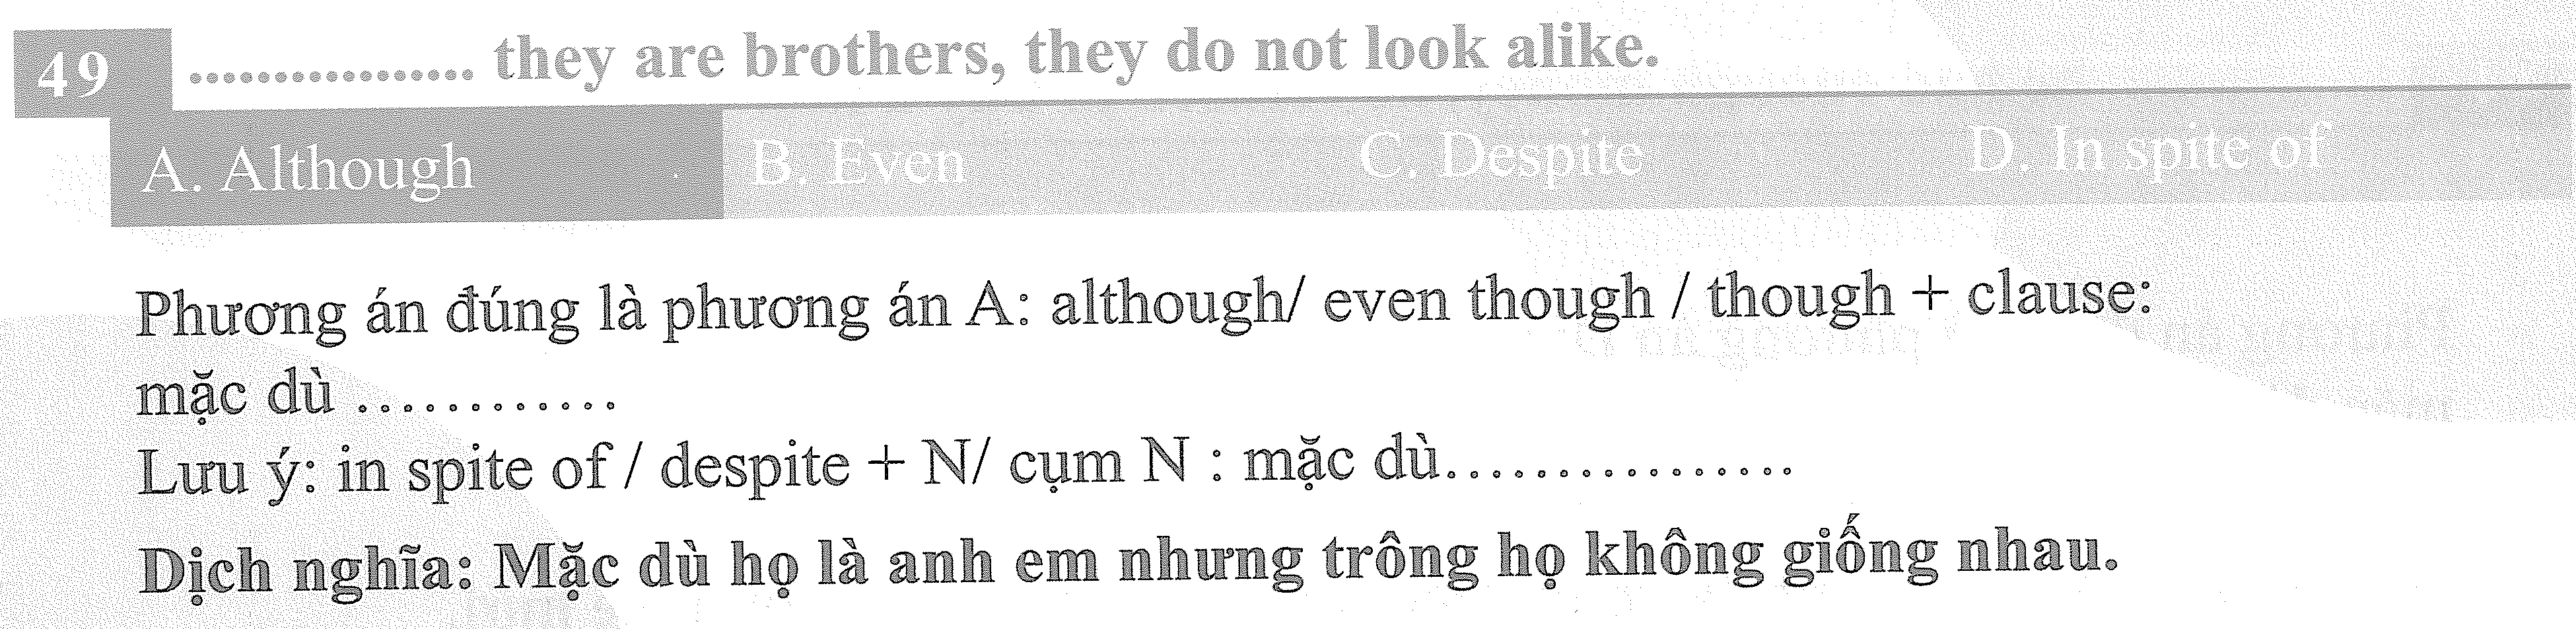 49 ................. they are brothers, they do not look alike.
A. Although B. Even C. Despite D. In spite of
Phương án đúng là phương án A: although/ even though / though + clause:
mặc dù ............
Lưu ý: in spite of / despite + N/ cụm N : mặc dù................
Dịch nghĩa: Mặc dù họ là anh em nhưng trông họ không giống nhau.